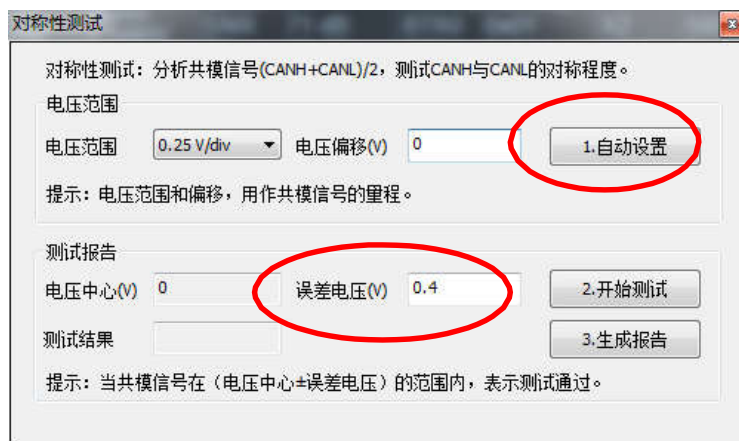 对称性测试
对称性测试：分析共模信号(CANH+CANL)/2，测试CANH与CANL的对称程度。
电压范围
电压范围 0.25 V/div 电压偏移(V) 0 1.自动设置
提示：电压范围和偏移，用作共模信号的量程。
测试报告
电压中心(V) 0 误差电压(V) 0.4 2.开始测试
测试结果 3.生成报告
提示：当共模信号在（电压中心±误差电压）的范围内，表示测试通过。